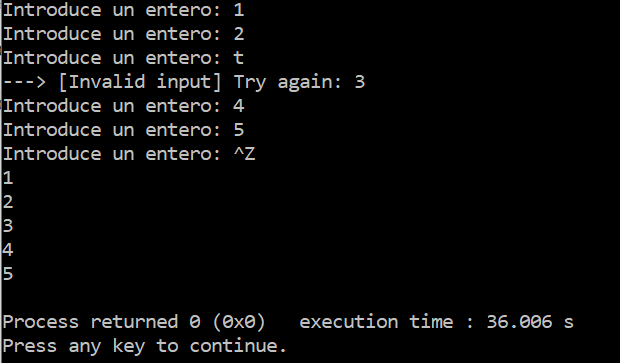 Introduce un entero: 1
Introduce un entero: 2
Introduce un entero: t
---> [Invalid input] Try again: 3
Introduce un entero: 4
Introduce un entero: 5
Introduce un entero: ^Z
1
2
3
4
5
Process returned 0 (0x0)   execution time : 36.006 s
Press any key to continue.